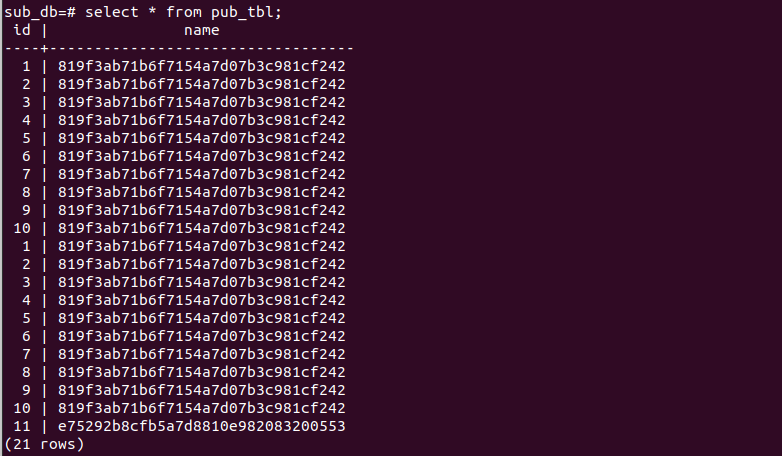 sub_db=# select * from pub_tbl;
 id |               name
----+----------------------------------
  1 | 819f3ab71b6f7154a7d07b3c981cf242
  2 | 819f3ab71b6f7154a7d07b3c981cf242
  3 | 819f3ab71b6f7154a7d07b3c981cf242
  4 | 819f3ab71b6f7154a7d07b3c981cf242
  5 | 819f3ab71b6f7154a7d07b3c981cf242
  6 | 819f3ab71b6f7154a7d07b3c981cf242
  7 | 819f3ab71b6f7154a7d07b3c981cf242
  8 | 819f3ab71b6f7154a7d07b3c981cf242
  9 | 819f3ab71b6f7154a7d07b3c981cf242
 10 | 819f3ab71b6f7154a7d07b3c981cf242
  1 | 819f3ab71b6f7154a7d07b3c981cf242
  2 | 819f3ab71b6f7154a7d07b3c981cf242
  3 | 819f3ab71b6f7154a7d07b3c981cf242
  4 | 819f3ab71b6f7154a7d07b3c981cf242
  5 | 819f3ab71b6f7154a7d07b3c981cf242
  6 | 819f3ab71b6f7154a7d07b3c981cf242
  7 | 819f3ab71b6f7154a7d07b3c981cf242
  8 | 819f3ab71b6f7154a7d07b3c981cf242
  9 | 819f3ab71b6f7154a7d07b3c981cf242
 10 | 819f3ab71b6f7154a7d07b3c981cf242
 11 | e75292b8cfb5a7d8810e982083200553
(21 rows)